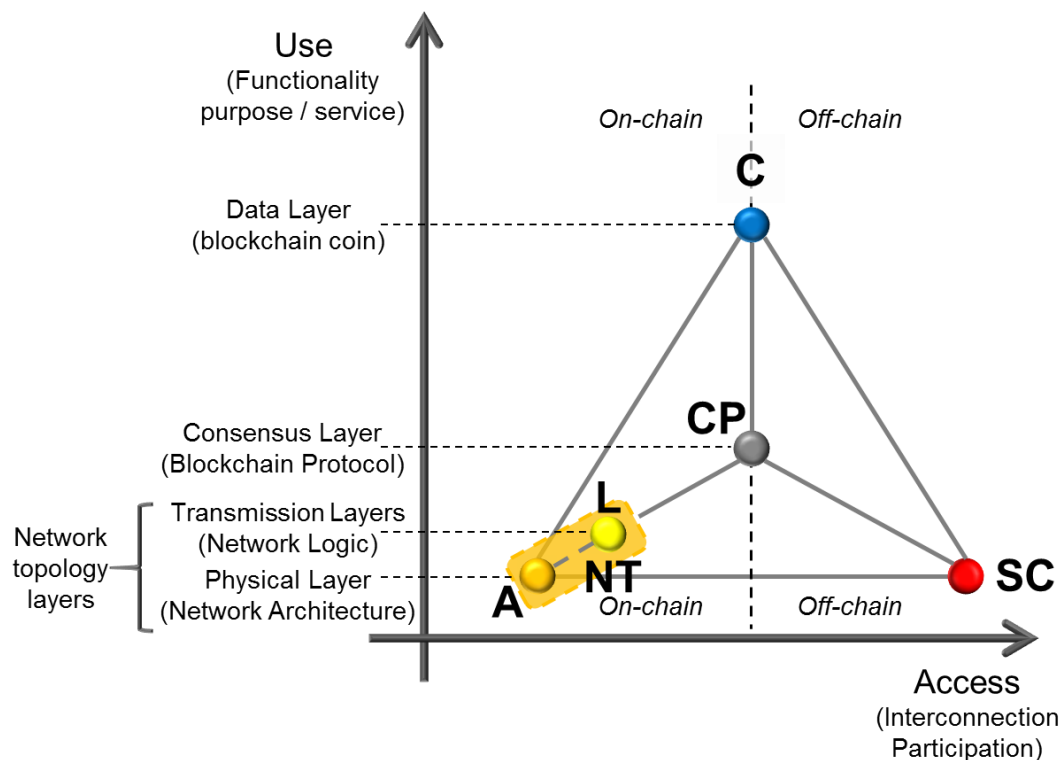 Use
(Functionality
purpose / service)
On-chain
Off-chain
C
Data Layer
(blockchain coin)
CP
Consensus Layer
(Blockchain Protocol)
L
Transmission Layers
(Network Logic)
Network
topology
layers
Physical Layer
(Network Architecture)
A
NT
SC
On-chain
Off-chain
Access
(Interconnection
Participation)